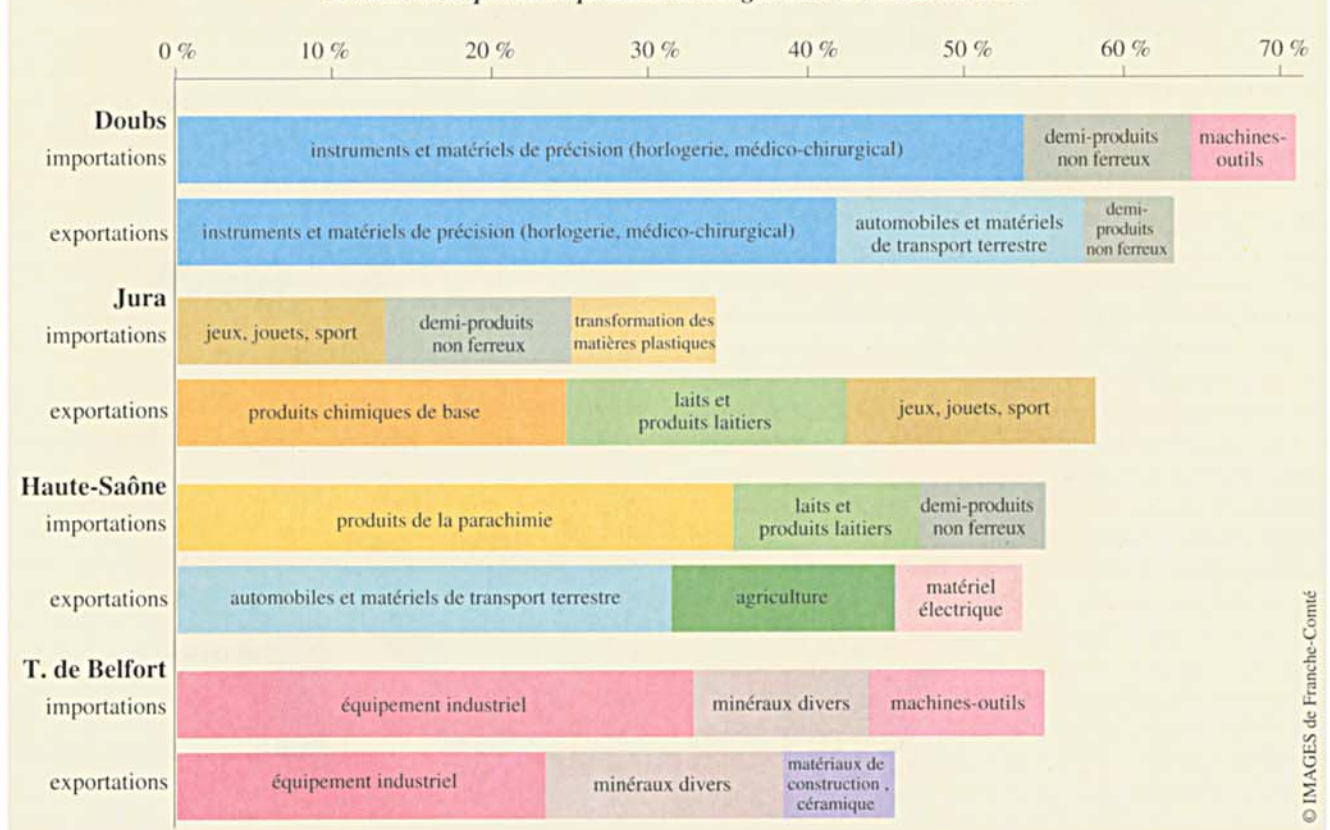 0 % 10 % 20 % 30 % 40 % 50 % 60 % 70 %
Doubs
importations
instruments et matériels de précision (horlogerie, médico-chirurgical)
demi-produits
non ferreux
machines-
outils
exportations
instruments et matériels de précision (horlogerie, médico-chirurgical)
automobiles et matériels
de transport terrestre
demi-
produits
non ferreux
Jura
importations
jeux, jouets, sport
demi-produits
non ferreux
transformation des
matières plastiques
exportations
produits chimiques de base
laits et
produits laitiers
jeux, jouets, sport
Haute-Saône
importations
produits de la parachimie
laits et
produits laitiers
demi-produits
non ferreux
exportations
automobiles et matériels de transport terrestre
agriculture
matériel
électrique
T. de Belfort
importations
équipement industriel
minéraux divers
machines-outils
exportations
équipement industriel
minéraux divers
matériaux de
construction ,
céramique
© IMAGES de Franche-Comté